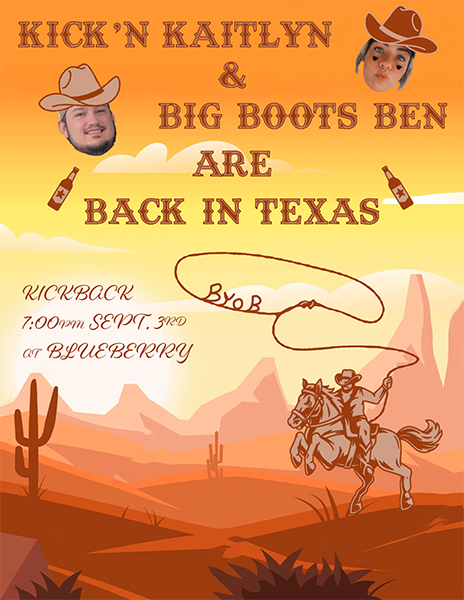 KICK'N KAITLYN
&
BIG BOOTS BEN
ARE
BACK IN TEXAS
BYOB
KICKBACK
7:00PM SEPT. 3RD
AT BLUEBERRY